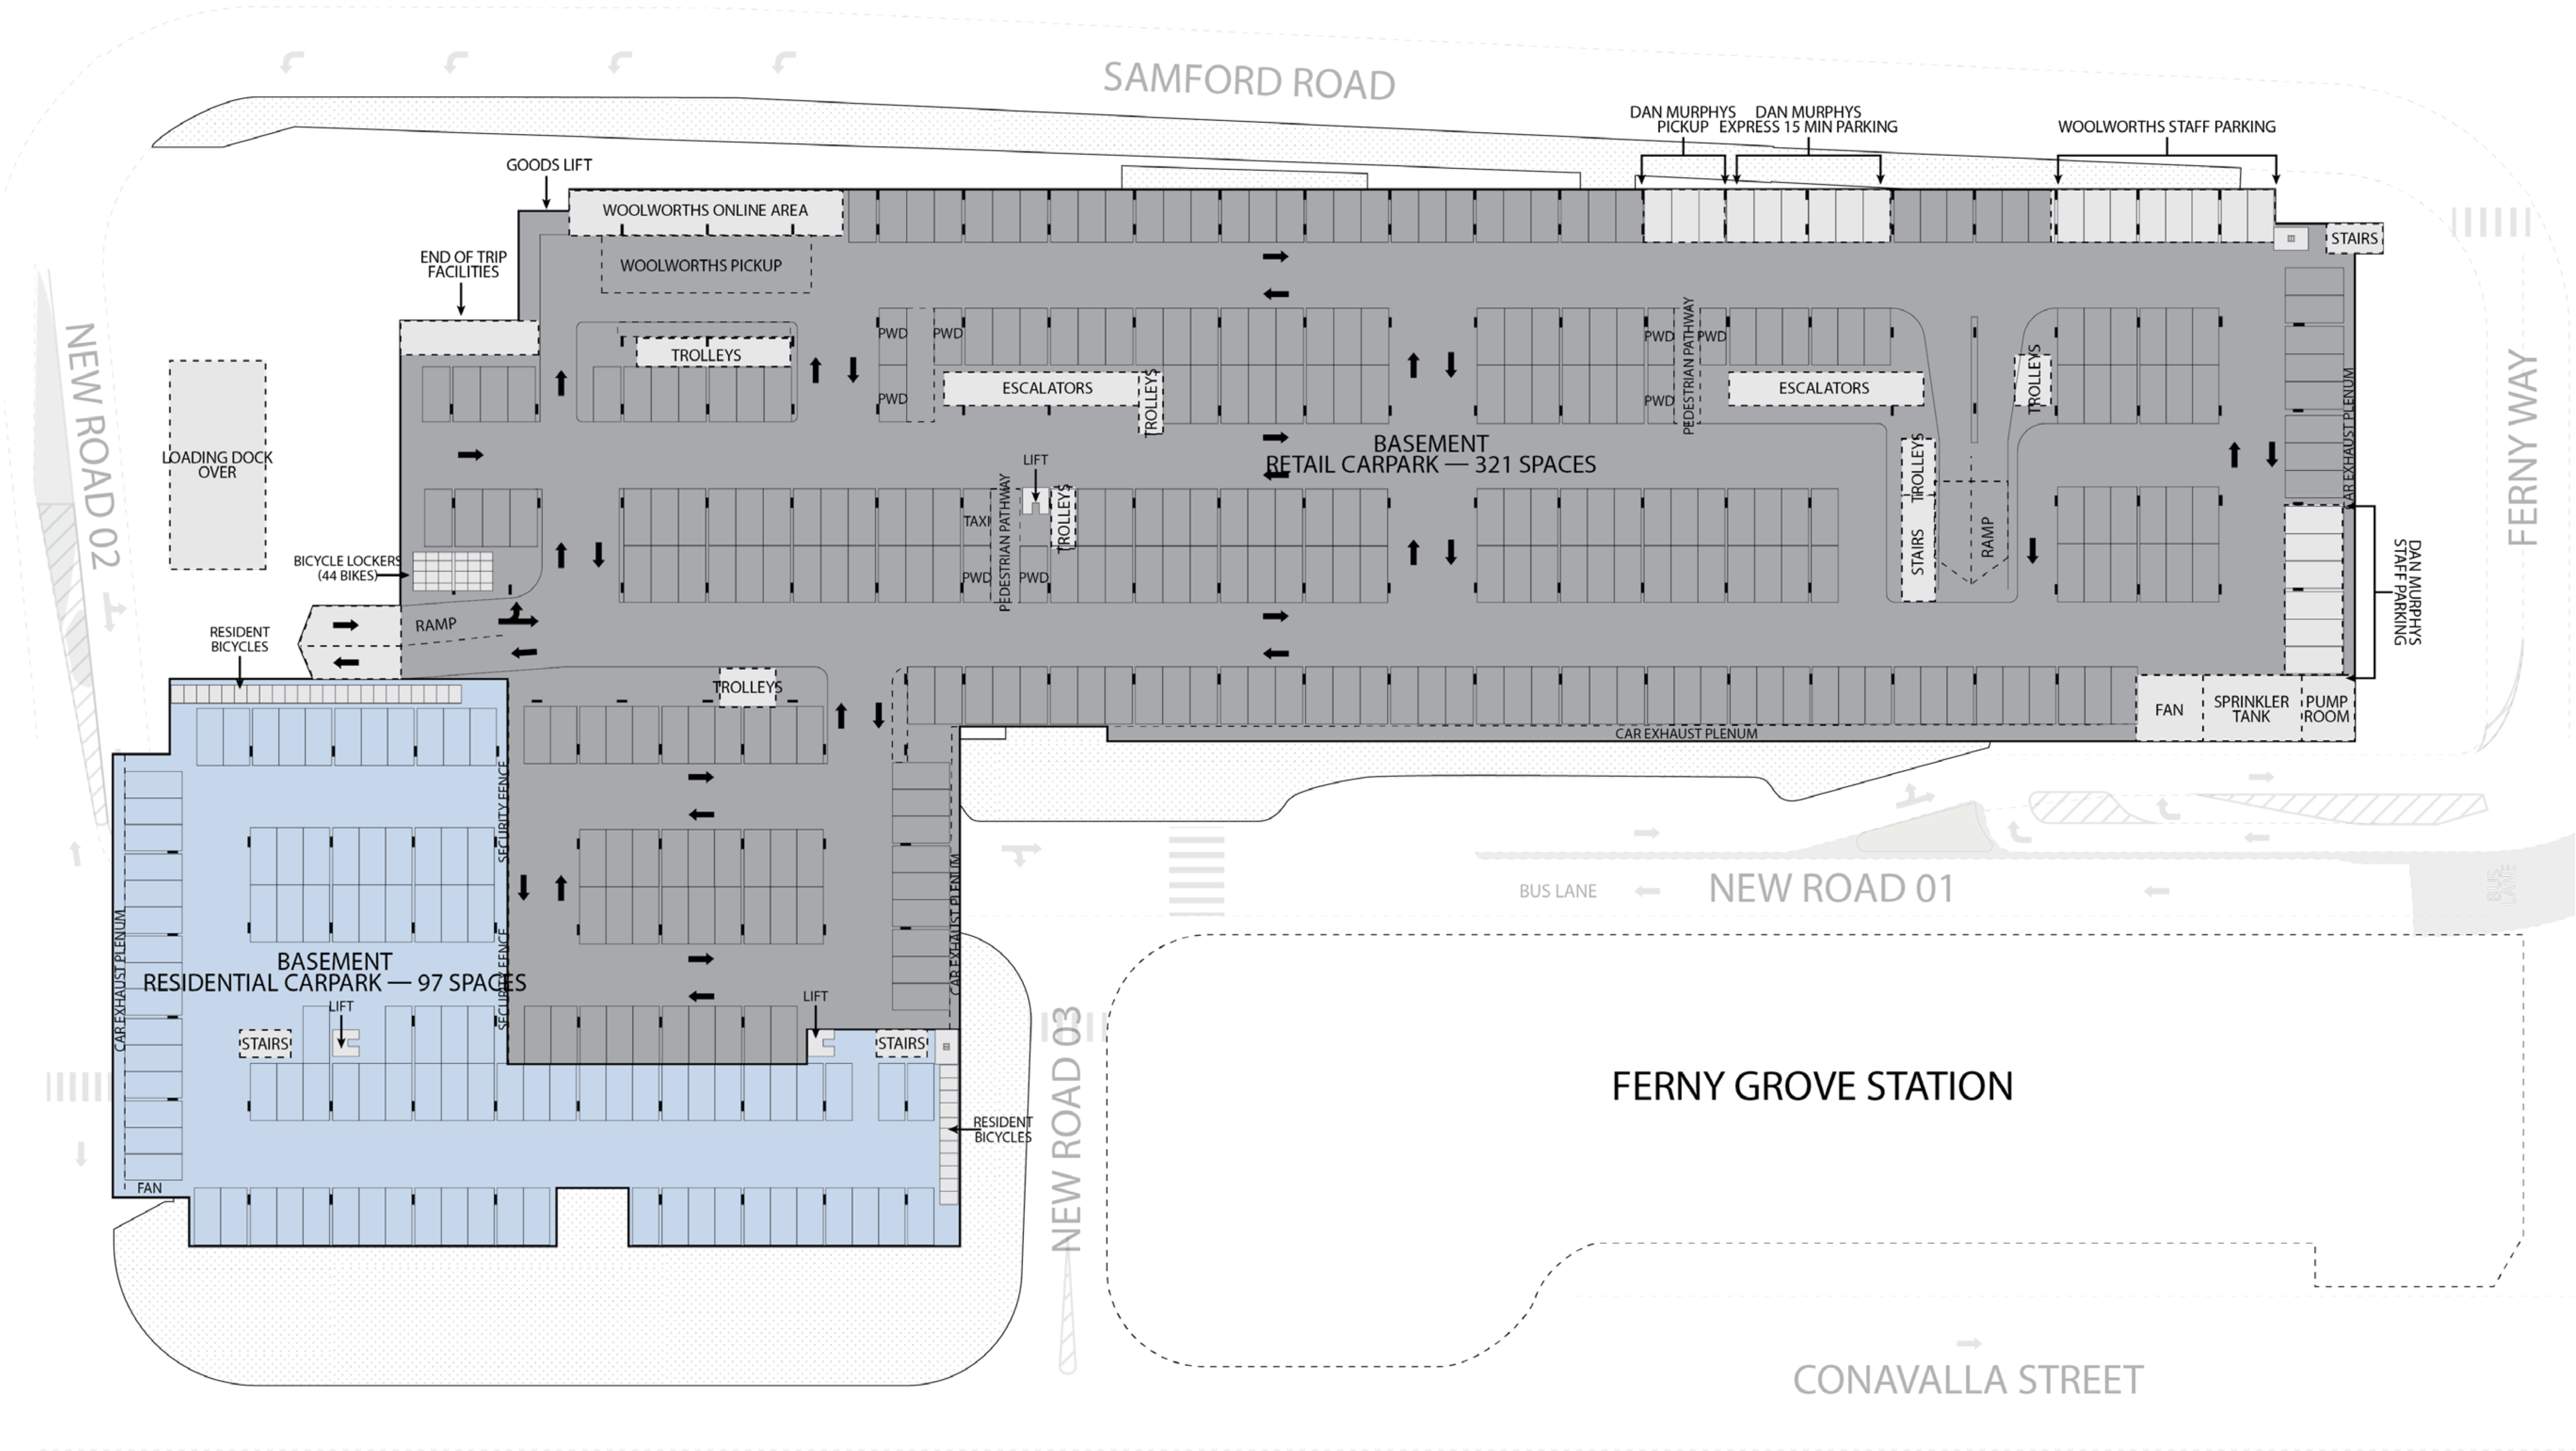 SAMFORD ROAD
DAN MURPHYS
PICKUP
DAN MURPHYS
EXPRESS 15 MIN PARKING
WOOLWORTHS STAFF PARKING
GOODS LIFT
WOOLWORTHS ONLINE AREA
STAIRS
END OF TRIP
FACILITIES
WOOLWORTHS PICKUP
NEW ROAD 02
TROLLEYS
PWD
PWD
PWD
ESCALATORS
TROLLEYS
PWD
PEDESTRIAN PATHWAY
PWD
PWD
ESCALATORS
TROLLEYS
CAR EXHAUST PLENUM
FERNY WAY
LOADING DOCK
OVER
BASEMENT
RETAIL CARPARK — 321 SPACES
LIFT
TAXI
PEDESTRIAN PATHWAY
TROLLEYS
PWD
PWD
TROLLEYS
STAIRS
RAMP
DAN MURPHYS
STAFF PARKING
BICYCLE LOCKERS
(44 BIKES)
RAMP
RESIDENT
BICYCLES
TROLLEYS
FAN
SPRINKLER
TANK
PUMP
ROOM
CAR EXHAUST PLENUM
SECURITY FENCE
CAR EXHAUST PLENUM
BUS LANE
NEW ROAD 01
BUS
LANE
CAR EXHAUST PLENUM
BASEMENT
RESIDENTIAL CARPARK — 97 SPACES
SECURITY FENCE
LIFT
LIFT
STAIRS
STAIRS
NEW ROAD 03
FERNY GROVE STATION
RESIDENT
BICYCLES
FAN
CONAVALLA STREET